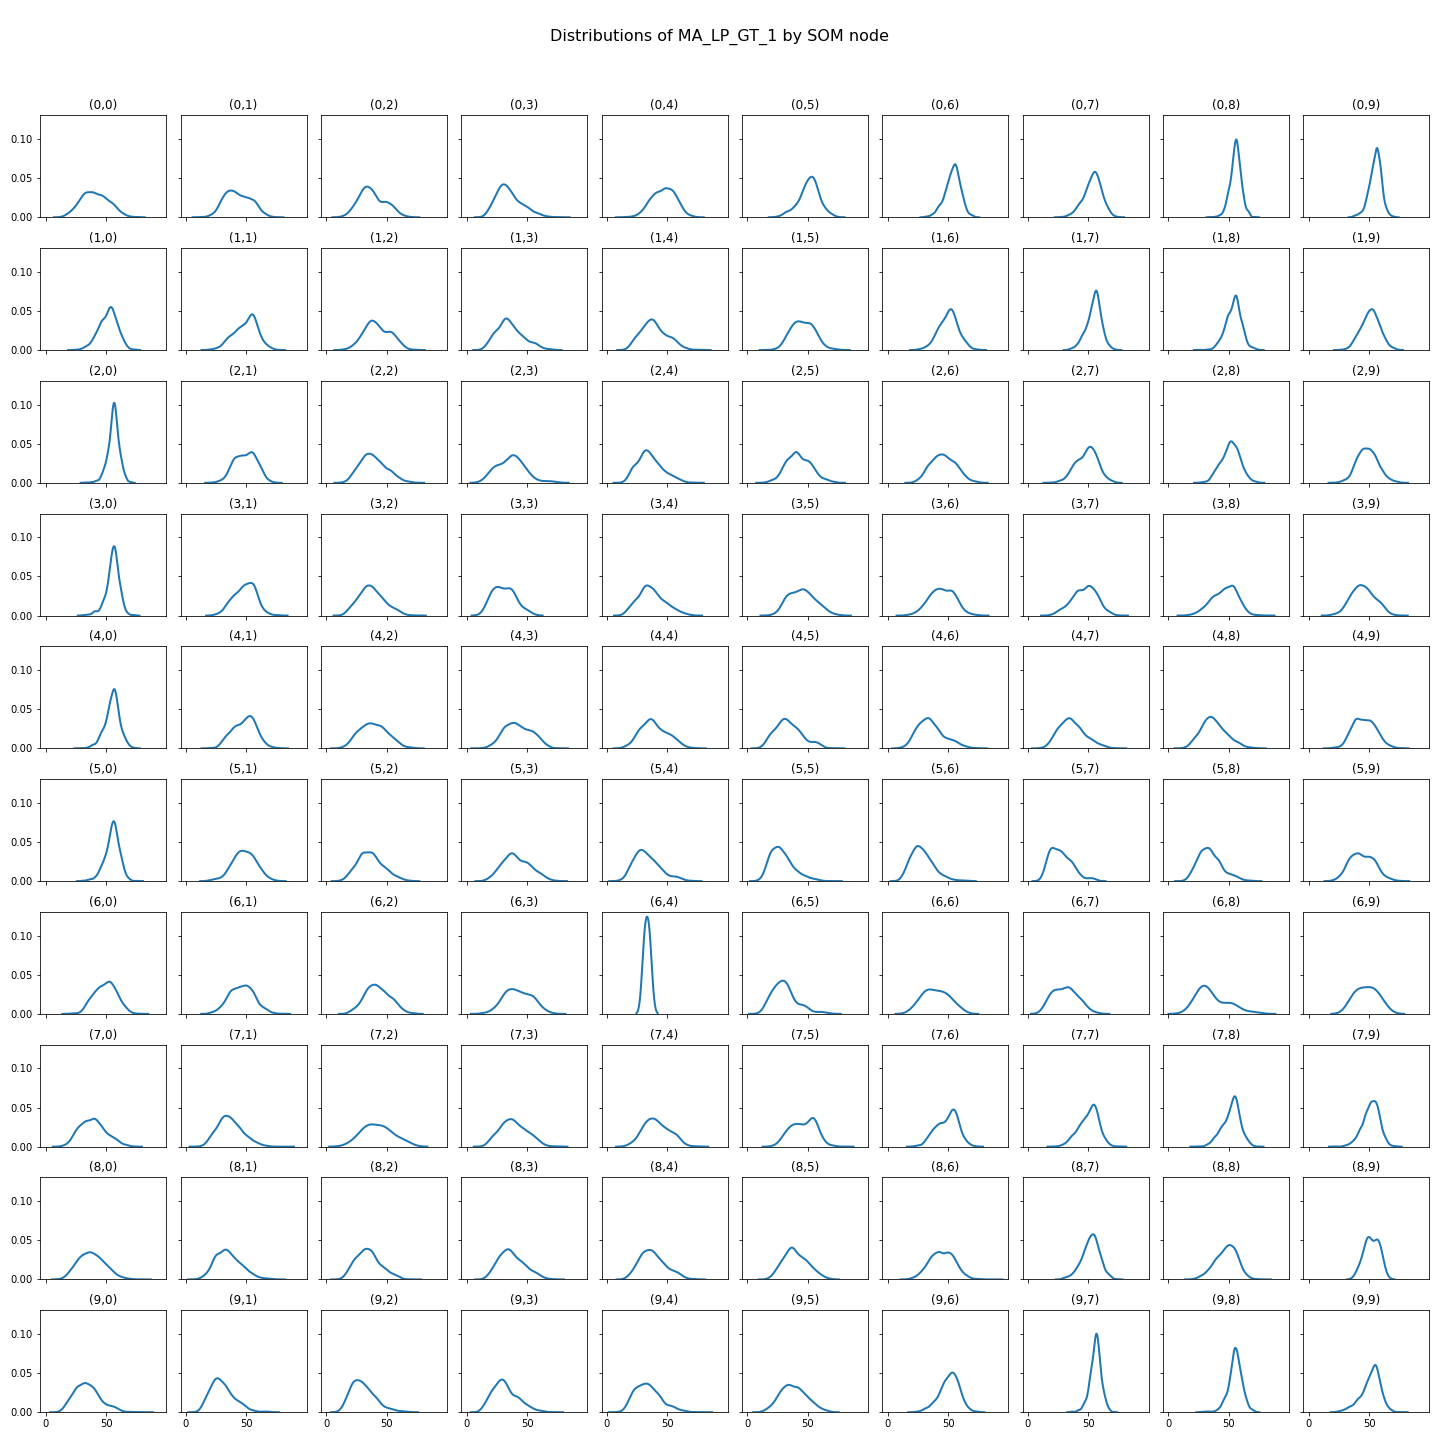 Distributions of MA_LP_GT_1 by SOM node
(0,0) (0,1) (0,2) (0,3) (0,4) (0,5) (0,6) (0,7) (0,8) (0,9)
0.10
0.05
0.00
(1,0) (1,1) (1,2) (1,3) (1,4) (1,5) (1,6) (1,7) (1,8) (1,9)
0.10
0.05
0.00
(2,0) (2,1) (2,2) (2,3) (2,4) (2,5) (2,6) (2,7) (2,8) (2,9)
0.10
0.05
0.00
(3,0) (3,1) (3,2) (3,3) (3,4) (3,5) (3,6) (3,7) (3,8) (3,9)
0.10
0.05
0.00
(4,0) (4,1) (4,2) (4,3) (4,4) (4,5) (4,6) (4,7) (4,8) (4,9)
0.10
0.05
0.00
(5,0) (5,1) (5,2) (5,3) (5,4) (5,5) (5,6) (5,7) (5,8) (5,9)
0.10
0.05
0.00
(6,0) (6,1) (6,2) (6,3) (6,4) (6,5) (6,6) (6,7) (6,8) (6,9)
0.10
0.05
0.00
(7,0) (7,1) (7,2) (7,3) (7,4) (7,5) (7,6) (7,7) (7,8) (7,9)
0.10
0.05
0.00
(8,0) (8,1) (8,2) (8,3) (8,4) (8,5) (8,6) (8,7) (8,8) (8,9)
0.10
0.05
0.00
(9,0) (9,1) (9,2) (9,3) (9,4) (9,5) (9,6) (9,7) (9,8) (9,9)
0.10
0.05
0.00
0 50 0 50 0 50 0 50 0 50 0 50 0 50 0 50 0 50 0 50